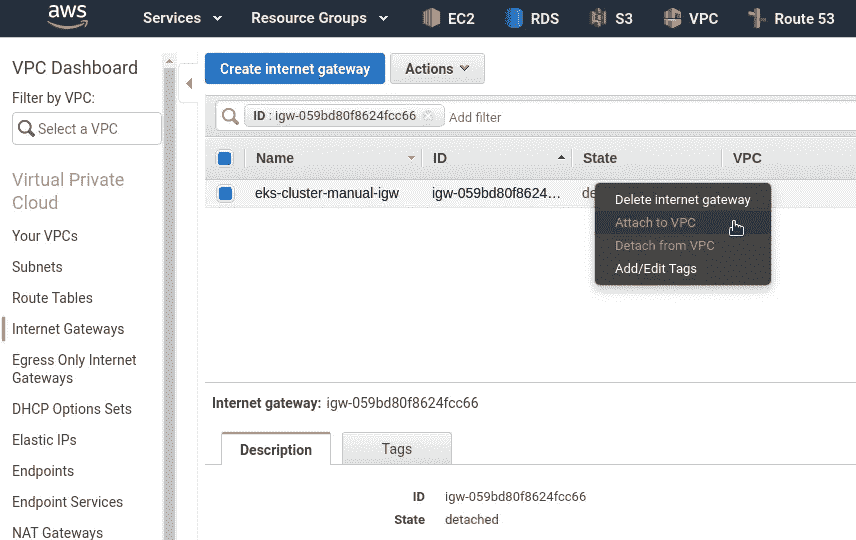 aws Services Resource Groups EC2 RDS S3 VPC Route 53
VPC Dashboard
Filter by VPC:
Select a VPC
Virtual Private
Cloud
Your VPCs
Subnets
Route Tables
Internet Gateways
Egress Only Internet
Gateways
DHCP Options Sets
Elastic IPs
Endpoints
Endpoint Services
NAT Gateways
Create internet gateway Actions
ID : igw-059bd80f8624fcc66 Add filter
Name ID State VPC
eks-cluster-manual-igw igw-059bd80f8624… de
Delete internet gateway
Attach to VPC
Detach from VPC
Add/Edit Tags
Internet gateway: igw-059bd80f8624fcc66
Description Tags
ID igw-059bd80f8624fcc66
State detached